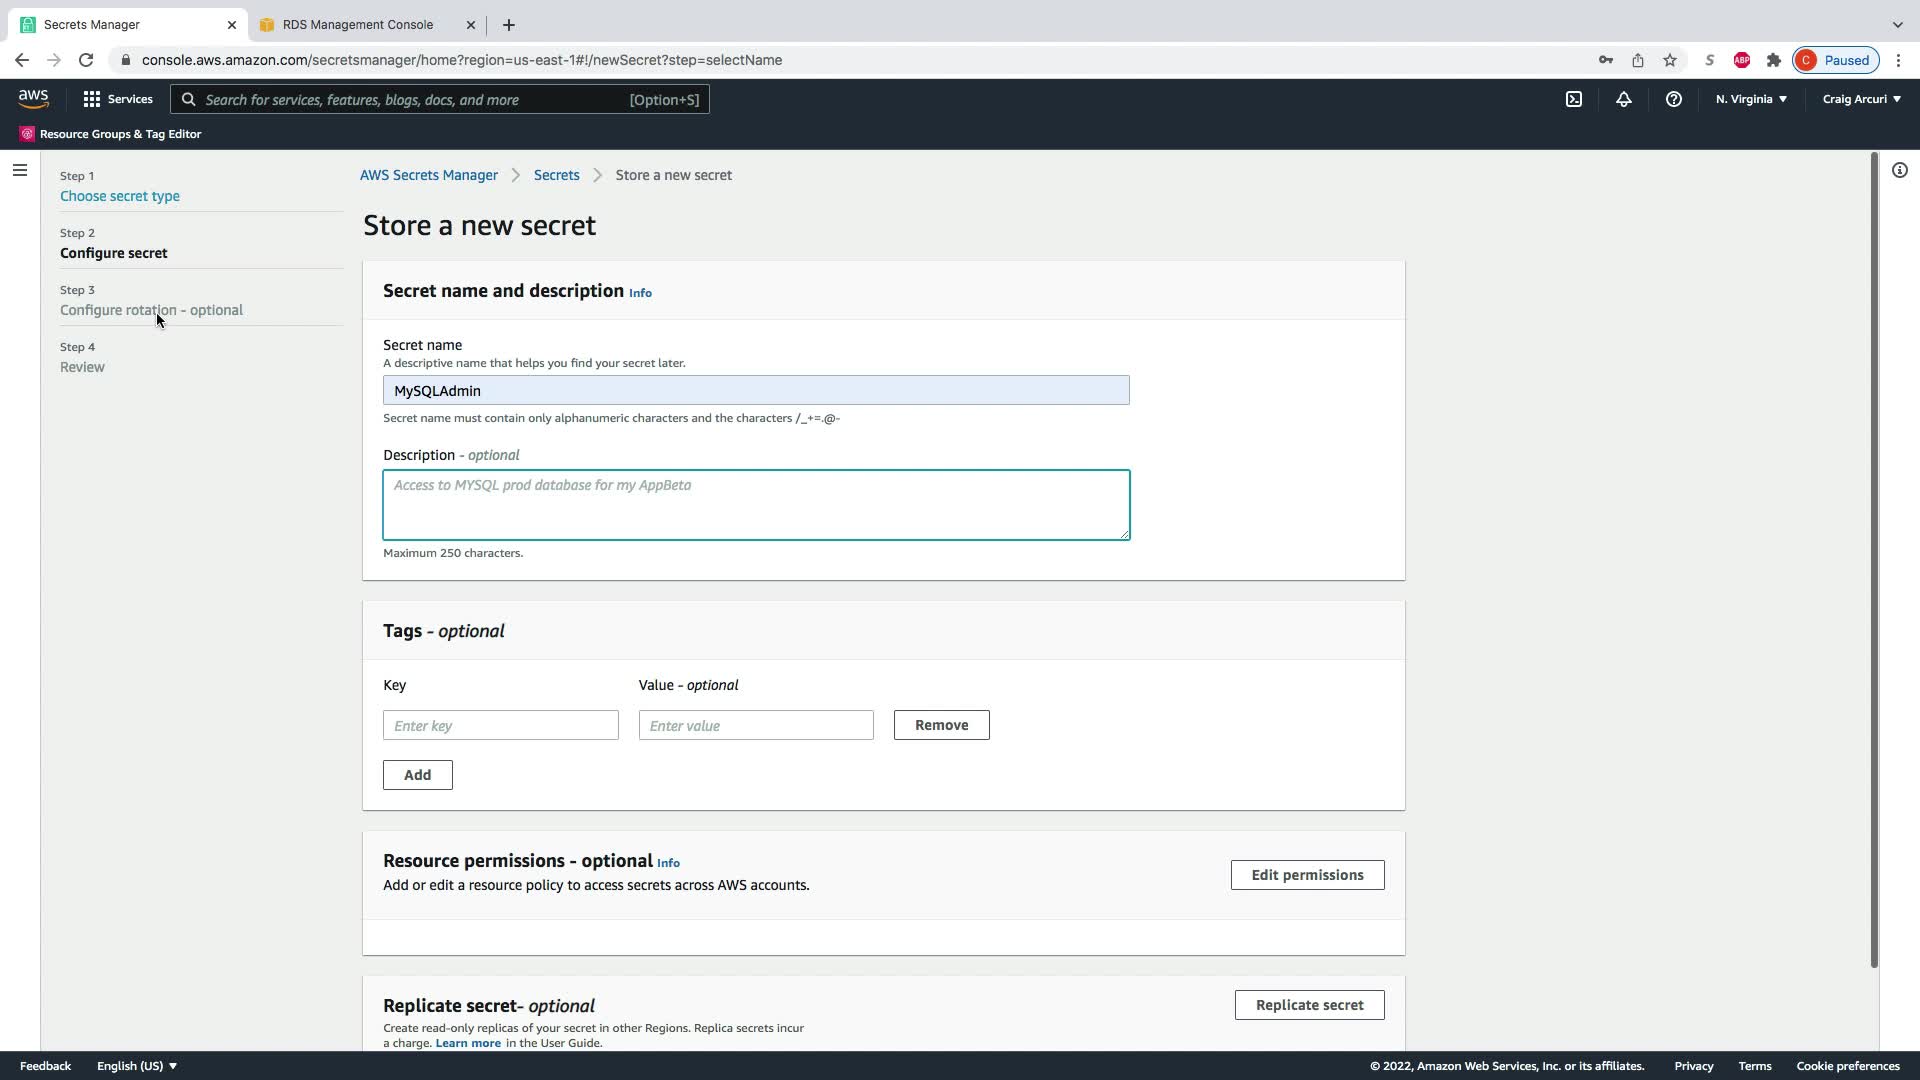 Secrets Manager
RDS Management Console
console.aws.amazon.com/secretsmanager/home?region=us-east-1#!/newSecret?step=selectName
S
ABP
C
Paused
aws
Services
Search for services, features, blogs, docs, and more
[Option+S]
N. Virginia
Craig Arcuri
Resource Groups & Tag Editor
Step 1
Choose secret type
Step 2
Configure secret
Step 3
Configure rotation - optional
Step 4
Review
AWS Secrets Manager
Secrets
Store a new secret
Store a new secret
Secret name and description Info
Secret name
A descriptive name that helps you find your secret later.
MySQLAdmin
Secret name must contain only alphanumeric characters and the characters /_+=.@-
Description - optional
Access to MYSQL prod database for my AppBeta
Maximum 250 characters.
Tags - optional
Key
Value - optional
Enter key
Enter value
Remove
Add
Resource permissions - optional Info
Add or edit a resource policy to access secrets across AWS accounts.
Edit permissions
Replicate secret- optional
Create read-only replicas of your secret in other Regions. Replica secrets incur
a charge. Learn more in the User Guide.
Replicate secret
Feedback
English (US)
© 2022, Amazon Web Services, Inc. or its affiliates.
Privacy
Terms
Cookie preferences